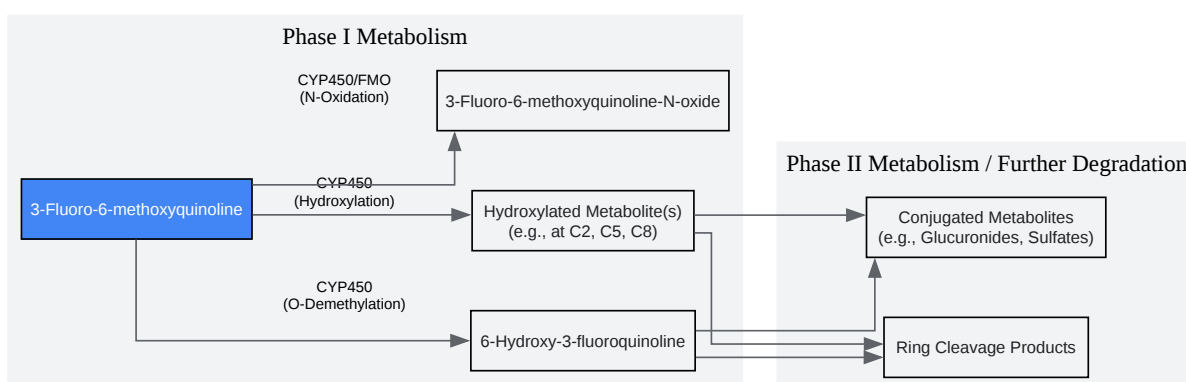 Phase I Metabolism
CYP450/FMO
(N-Oxidation)
3-Fluoro-6-methoxyquinoline-N-oxide
Phase II Metabolism / Further Degradation
3-Fluoro-6-methoxyquinoline
CYP450
(Hydroxylation)
Hydroxylated Metabolite(s)
(e.g., at C2, C5, C8)
Conjugated Metabolites
(e.g., Glucuronides, Sulfates)
CYP450
(O-Demethylation)
6-Hydroxy-3-fluoroquinoline
Ring Cleavage Products